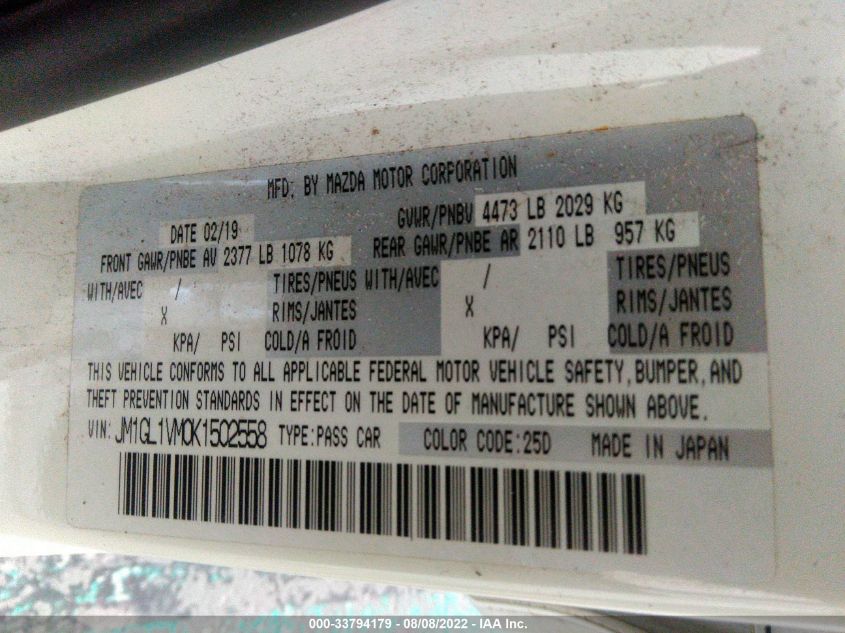 MFD. BY MAZDA MOTOR CORPORATION
DATE 02/19 GVWR/PNBV 4473 LB 2029 KG
FRONT GAWR/PNBE AV 2377 LB 1078 KG REAR GAWR/PNBE AR 2110 LB 957 KG
WITH/AVEC / TIRES/PNEUS WITH/AVEC / TIRES/PNEUS
X RIMS/JANTES X RIMS/JANTES
KPA/ PSI COLD/A FROID KPA/ PSI COLD/A FROID
THIS VEHICLE CONFORMS TO ALL APPLICABLE FEDERAL MOTOR VEHICLE SAFETY, BUMPER, AND
THEFT PREVENTION STANDARDS IN EFFECT ON THE DATE OF MANUFACTURE SHOWN ABOVE.
VIN: JM1GL1VM0K1502558 TYPE:PASS CAR COLOR CODE:25D MADE IN JAPAN
000-33794179 - 08/08/2022 - IAA Inc.